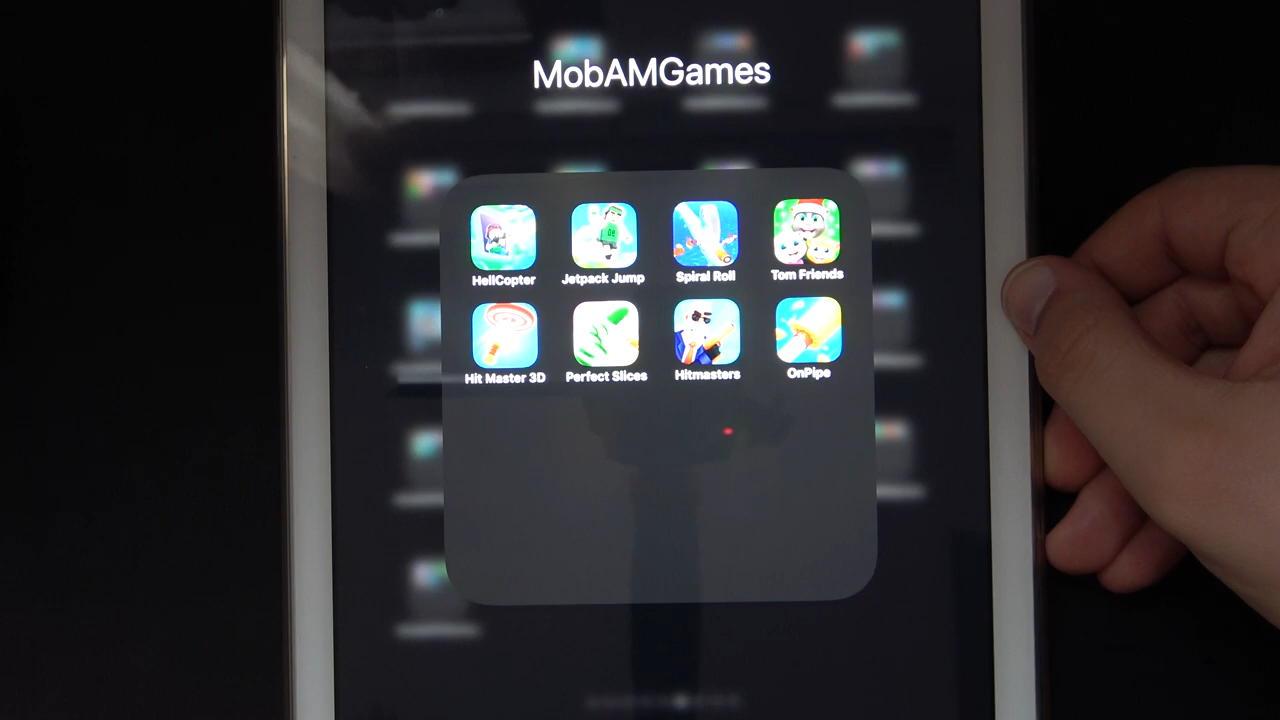 MobAMGames
HeliCopter Jetpack Jump Spiral Roll Tom Friends
Hit Master 3D Perfect Slices Hitmasters OnPipe